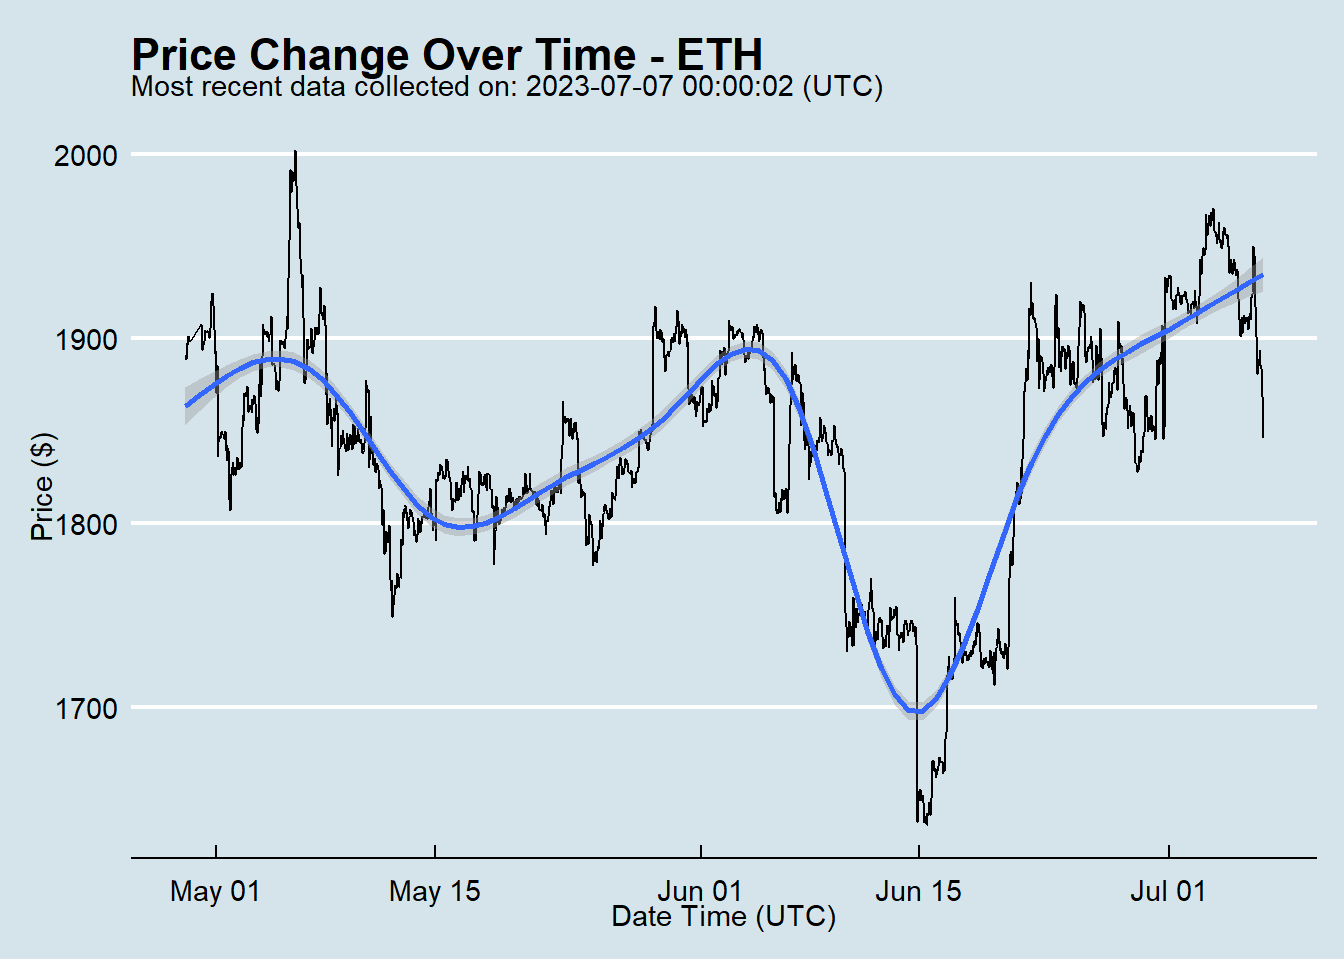 Price Change Over Time - ETH
Most recent data collected on: 2023-07-07 00:00:02 (UTC)
2000
1900
1800
1700
Price ($)
May 01
May 15
Jun 01
Jun 15
Jul 01
Date Time (UTC)